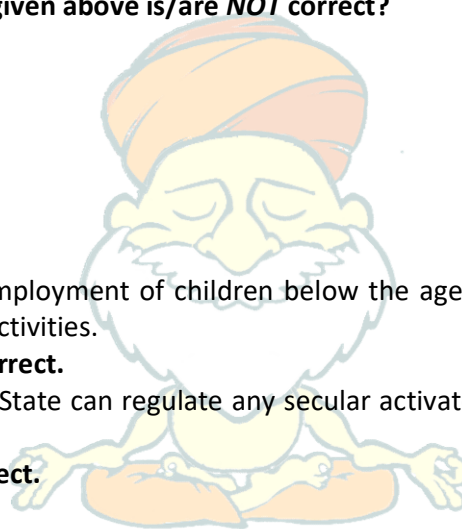 given above is/are NOT correct?
mployment of children below the age
ctivities.
rrect.
State can regulate any secular activat
ect.